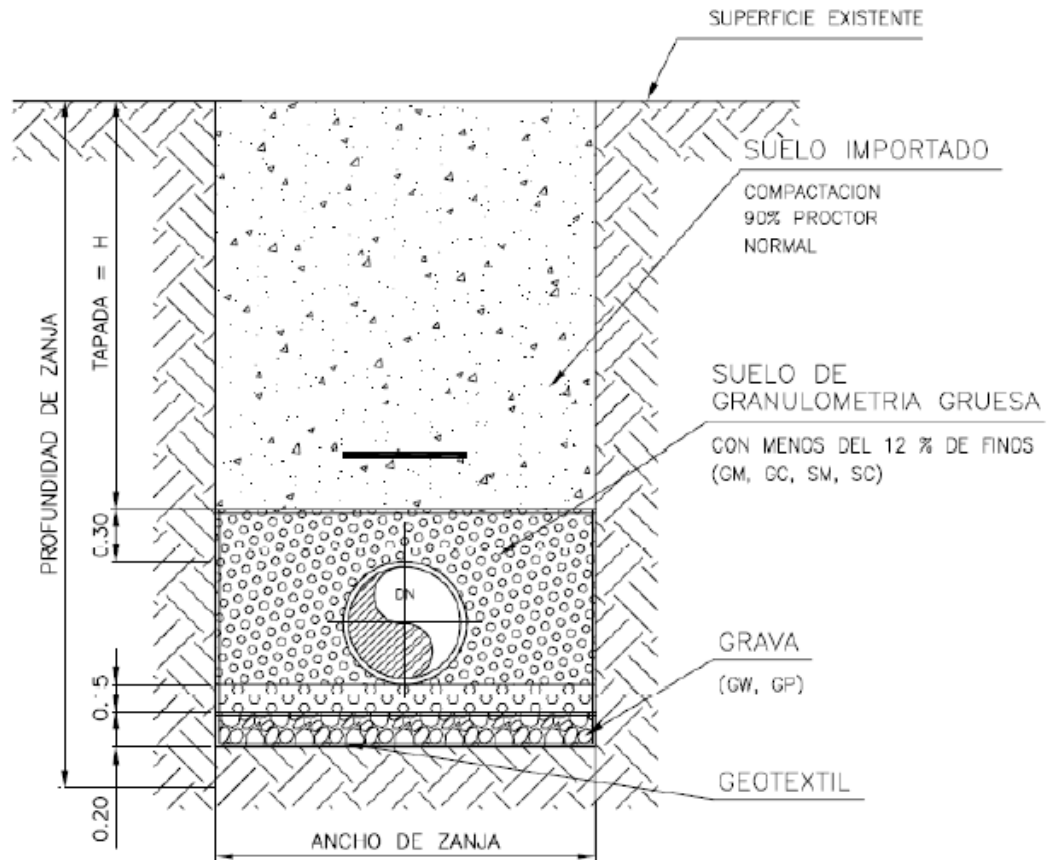 SUPERFICIE EXISTENTE
SUELO IMPORTADO
COMPACTACION
90% PROCTOR
NORMAL
SUELO DE
GRANULOMETRIA GRUESA
CON MENOS DEL 12 % DE FINOS
(GM, GC, SM, SC)
GRAVA
(GW, GP)
GEOTEXTIL
PROFUNDIDAD DE ZANJA
TAPADA = H
0.30
0.15
0.20
DN
ANCHO DE ZANJA